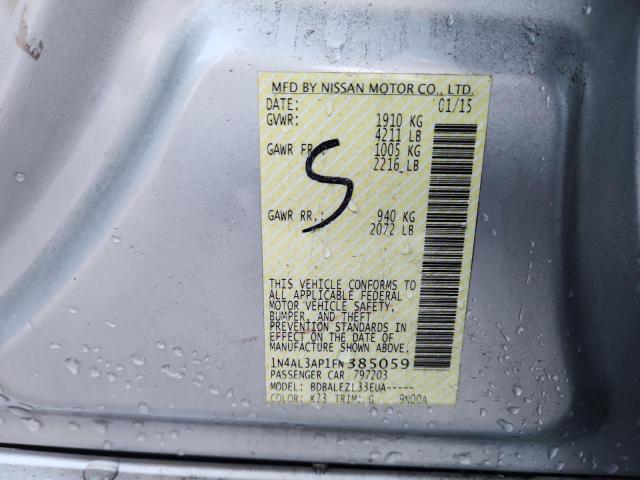 MFD BY NISSAN MOTOR CO., LTD.
DATE: 01/15
GVWR: 1910 KG
4211 LB
GAWR FR 1005 KG
2216 LB
S
GAWR RR.: 940 KG
2072 LB
THIS VEHICLE CONFORMS TO
ALL APPLICABLE FEDERAL
MOTOR VEHICLE SAFETY,
BUMPER, AND THEFT
PREVENTION STANDARDS IN
EFFECT ON THE DATE OF
MANUFACTURE SHOWN ABOVE.
1N4AL3AP1FN385059
PASSENGER CAR 797203
MODEL: BDBALEZL33EUA-----
COLOR: K23 TRIM: G 9N00A